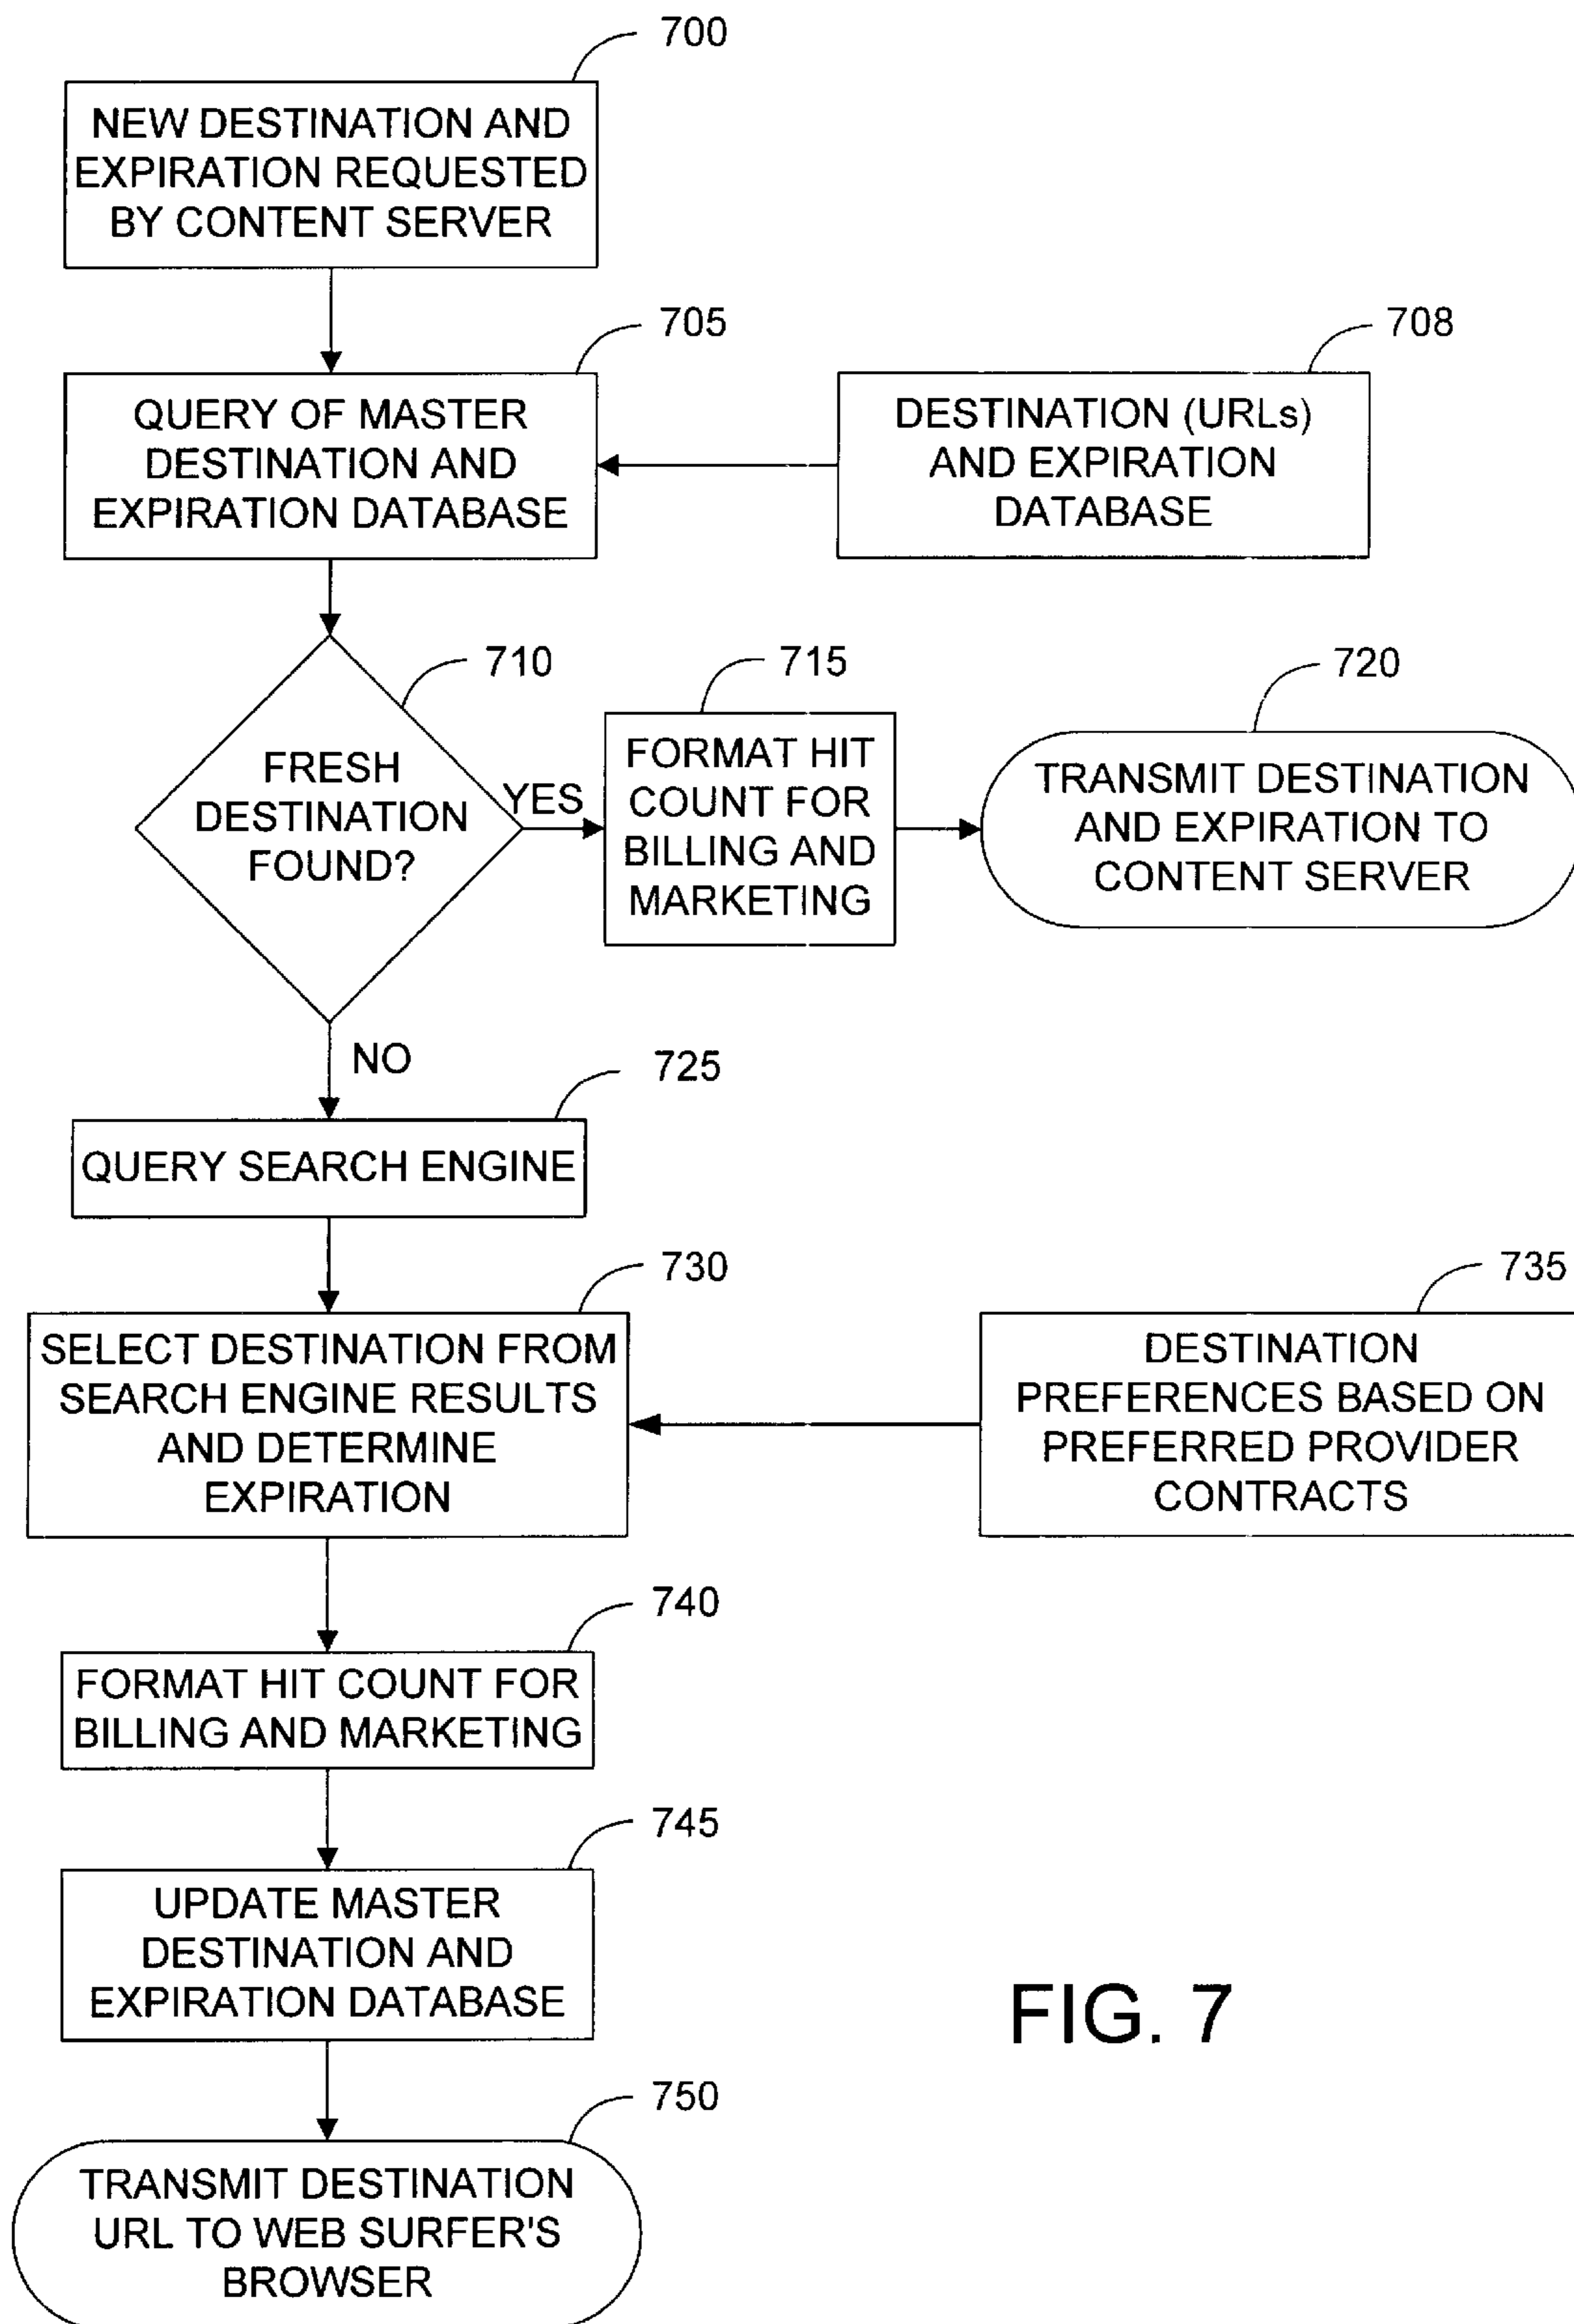 700
NEW DESTINATION AND
EXPIRATION REQUESTED
BY CONTENT SERVER
705
QUERY OF MASTER
DESTINATION AND
EXPIRATION DATABASE
708
DESTINATION (URLs)
AND EXPIRATION
DATABASE
710
FRESH
DESTINATION
FOUND?
YES
715
FORMAT HIT
COUNT FOR
BILLING AND
MARKETING
720
TRANSMIT DESTINATION
AND EXPIRATION TO
CONTENT SERVER
NO
725
QUERY SEARCH ENGINE
730
SELECT DESTINATION FROM
SEARCH ENGINE RESULTS
AND DETERMINE
EXPIRATION
735
DESTINATION
PREFERENCES BASED ON
PREFERRED PROVIDER
CONTRACTS
740
FORMAT HIT COUNT FOR
BILLING AND MARKETING
745
UPDATE MASTER
DESTINATION AND
EXPIRATION DATABASE
750
TRANSMIT DESTINATION
URL TO WEB SURFER'S
BROWSER
FIG. 7